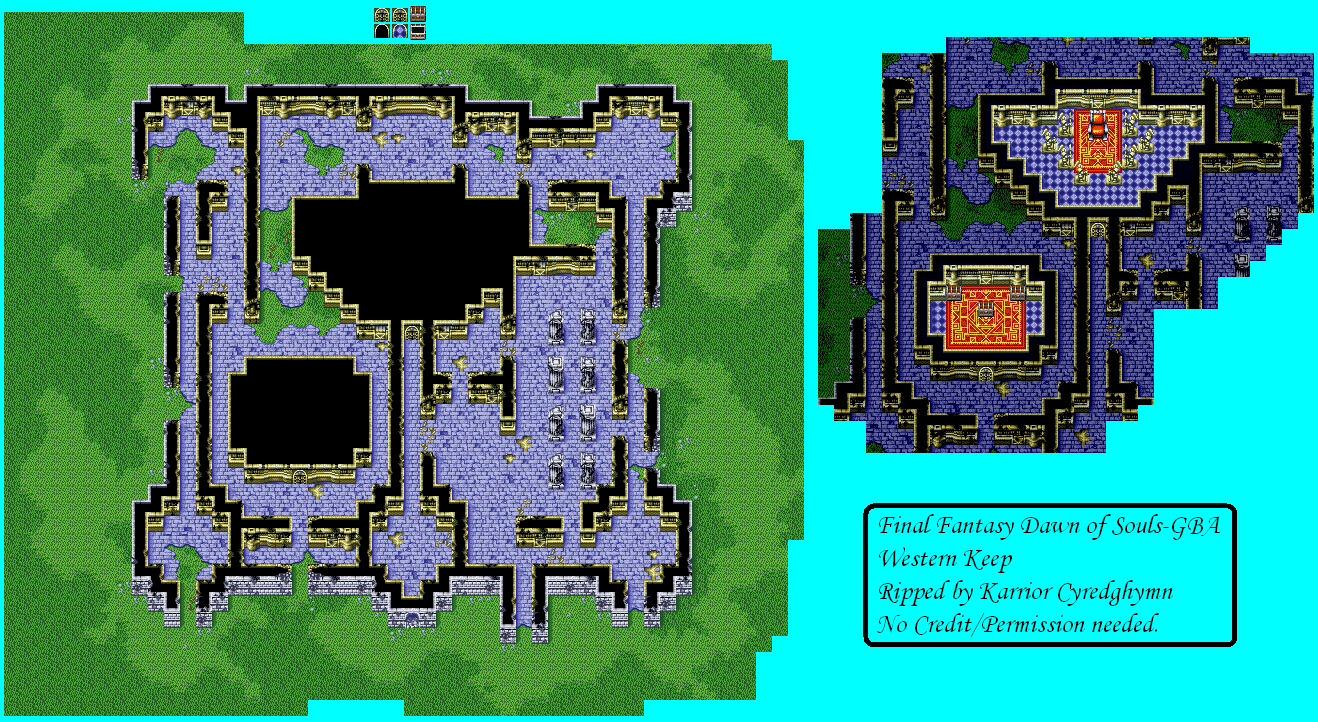 Final Fantasy Dawn of Souls-GBA
Western Keep
Ripped by Karrior Cyredghymn
No Credit/Permission needed.